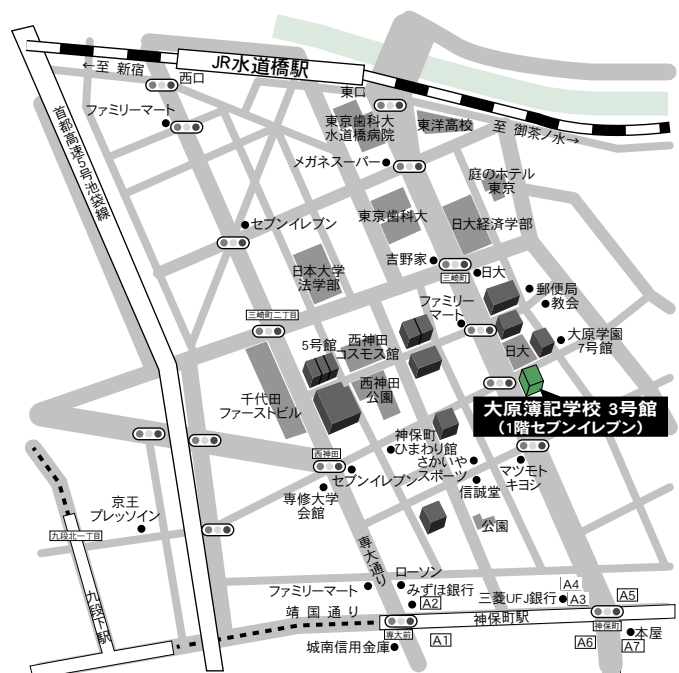 JR水道橋駅
←至 新宿
西口
東口
ファミリーマート
東京歯科大
水道橋病院
東洋高校
至 御茶ノ水→
首都高速5号池袋線
メガネスーパー
庭のホテル
東京
東京歯科大
日大経済学部
セブンイレブン
吉野家
三崎町
日大
日本大学
法学部
郵便局
教会
ファミリー
マート
三崎町二丁目
5号館
西神田
コスモス館
日大
大原学園
7号館
西神田
公園
千代田
ファーストビル
大原簿記学校 3号館
(1階セブンイレブン)
神保町
ひまわり館
西神田
セブンイレブン
さかいや
スポーツ
マツモト
キヨシ
信誠堂
専修大学
会館
京王
プレッソイン
公園
九段北一丁目
専大通り
ローソン
ファミリーマート
みずほ銀行
A2
三菱UFJ銀行
A4
A3
A5
九段下駅
靖国通り
神保町駅
神保町
専大前
A1
A6
A7
本屋
城南信用金庫